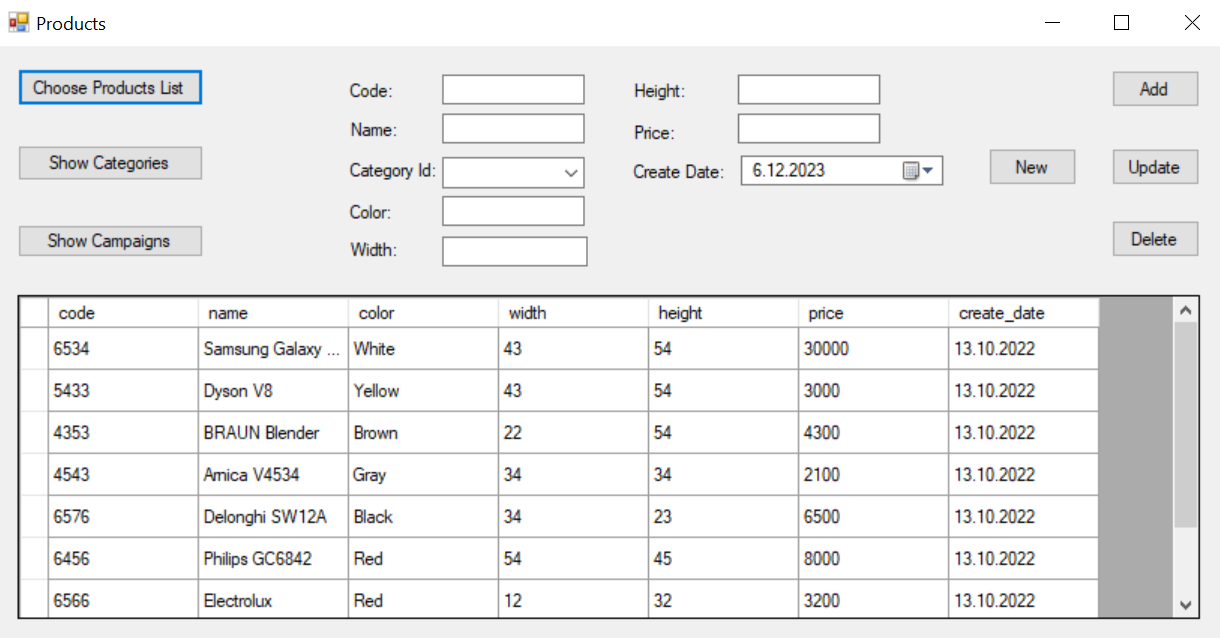 Products
Choose Products List
Show Categories
Show Campaigns
Code:
Name:
Category Id:
Color:
Width:
Height:
Price:
Create Date: 6.12.2023
New
Add
Update
Delete
code name color width height price create_date
6534 Samsung Galaxy ... White 43 54 30000 13.10.2022
5433 Dyson V8 Yellow 43 54 3000 13.10.2022
4353 BRAUN Blender Brown 22 54 4300 13.10.2022
4543 Amica V4534 Gray 34 34 2100 13.10.2022
6576 Delonghi SW12A Black 34 23 6500 13.10.2022
6456 Philips GC6842 Red 54 45 8000 13.10.2022
6566 Electrolux Red 12 32 3200 13.10.2022